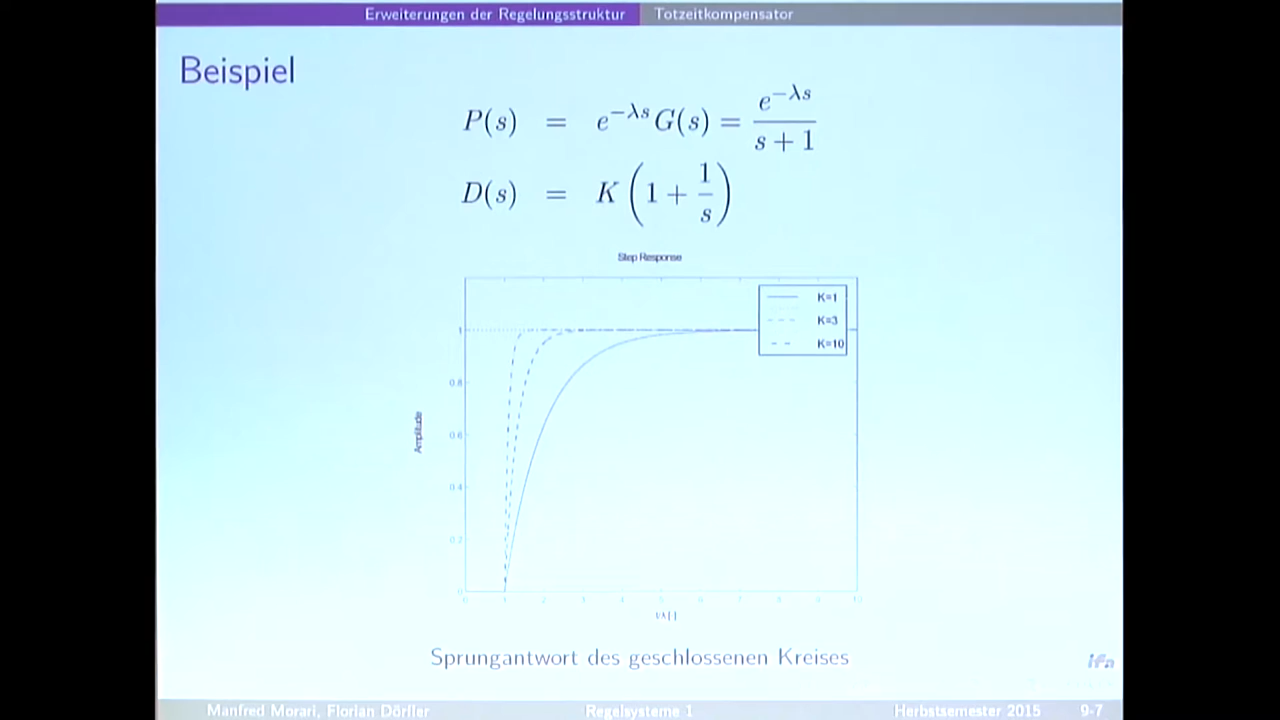 Erweiterungen der Regelungsstruktur Totzeitkompensator
Beispiel
P(s) = e^{-λs} G(s) = \frac{e^{-λs}}{s + 1}
D(s) = K (1 + \frac{1}{s})
Step Response
K=1
K=3
K=10
1
0.8
0.6
0.4
0.2
0
Amplitude
0 1 2 3 4 5 6 7 8 9 10
Sprungantwort des geschlossenen Kreises
ifa
Manfred Morari, Florian Dörfler Regelsysteme 1 Herbstsemester 2015 9-7